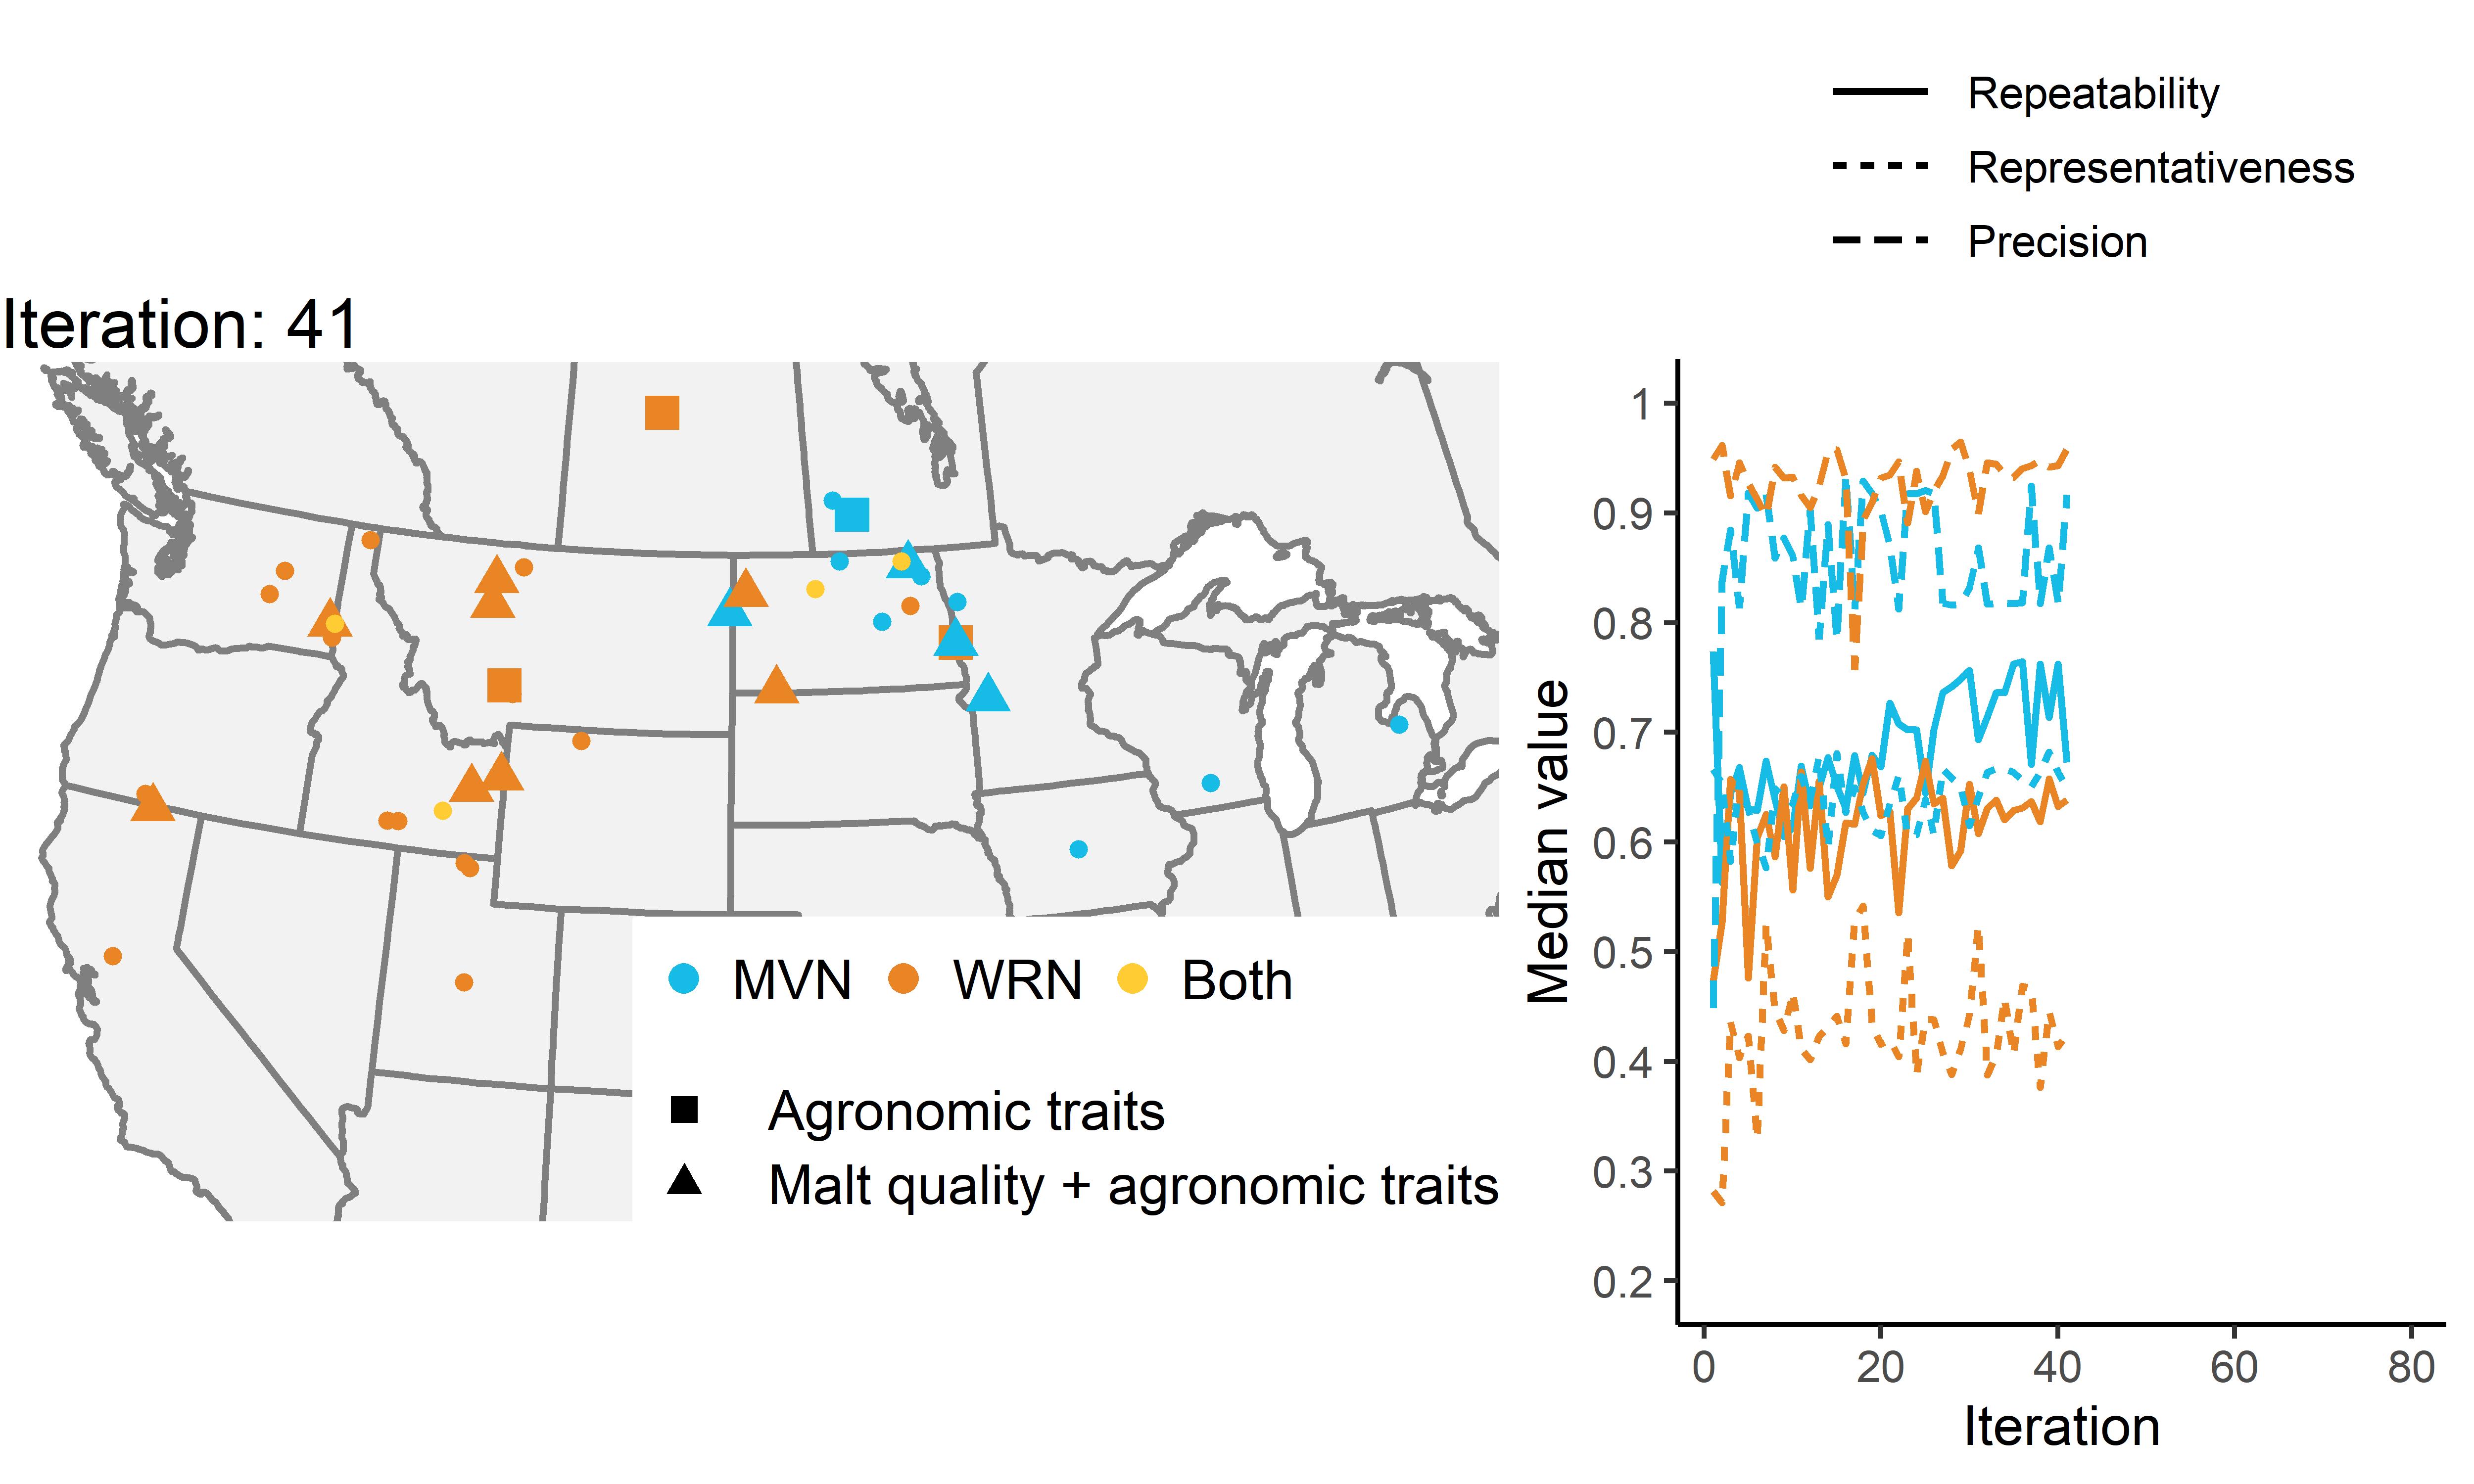 Repeatability
Representativeness
Precision
Iteration: 41
MVN WRN Both
Agronomic traits
Malt quality + agronomic traits
Median value
1
0.9
0.8
0.7
0.6
0.5
0.4
0.3
0.2
0 20 40 60 80
Iteration